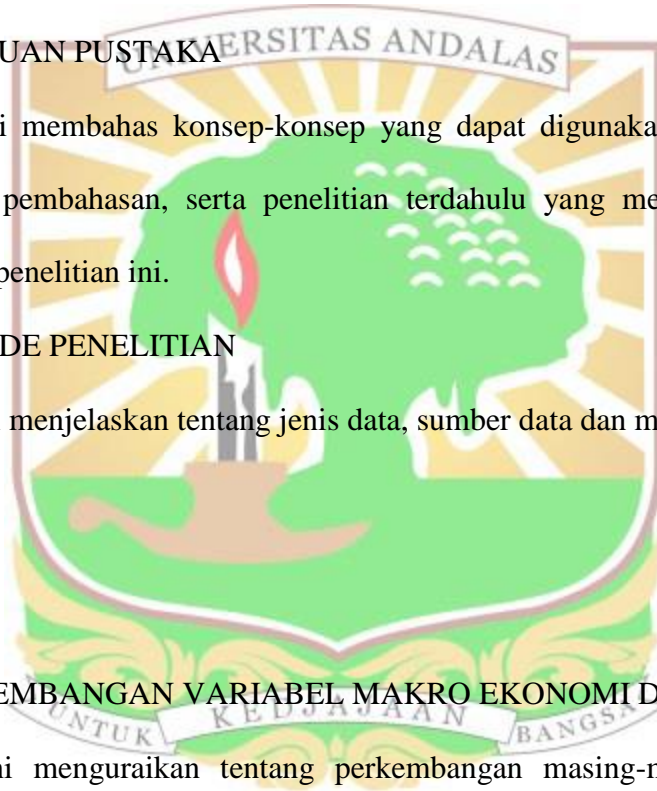 UAN PUSTAKA
UNIVERSITAS ANDALAS
i membahas konsep-konsep yang dapat digunaka
pembahasan, serta penelitian terdahulu yang me
penelitian ini.
DE PENELITIAN
menjelaskan tentang jenis data, sumber data dan m
EMBANGAN VARIABEL MAKRO EKONOMI D
UNTUK KEDJAJAAN BANGSA
ni menguraikan tentang perkembangan masing-m